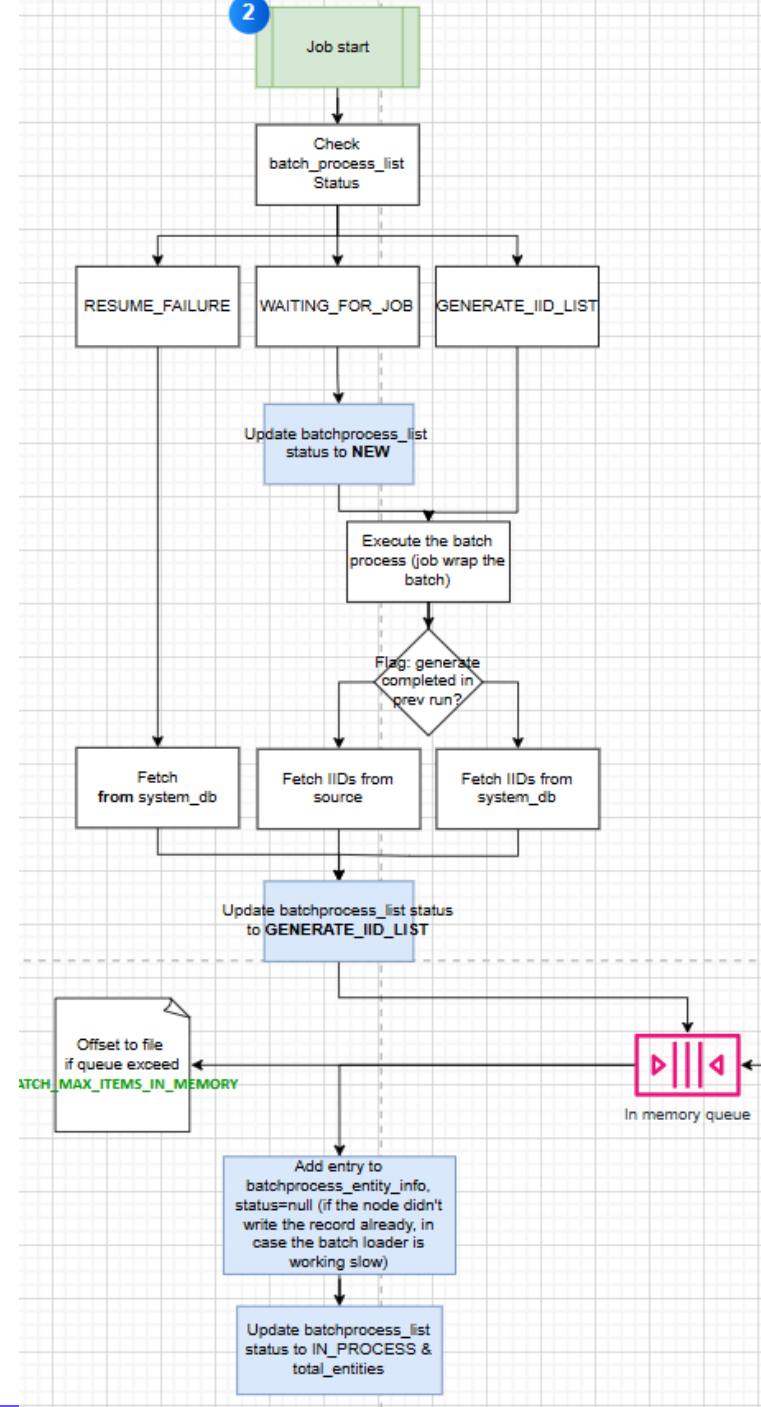 2
Job start
Check
batch_process_list
Status
RESUME_FAILURE
WAITING_FOR_JOB
GENERATE_IID_LIST
Update batchprocess_list
status to NEW
Execute the batch
process (job wrap the
batch)
Flag: generate
completed in
prev run?
Fetch
from system_db
Fetch IIDs from
source
Fetch IIDs from
system_db
Update batchprocess_list status
to GENERATE_IID_LIST
Offset to file
if queue exceed
ATCH_MAX_ITEMS_IN_MEMORY
In memory queue
Add entry to
batchprocess_entity_info,
status=null (if the node didn't
write the record already, in
case the batch loader is
working slow)
Update batchprocess_list
status to IN_PROCESS &
total_entities